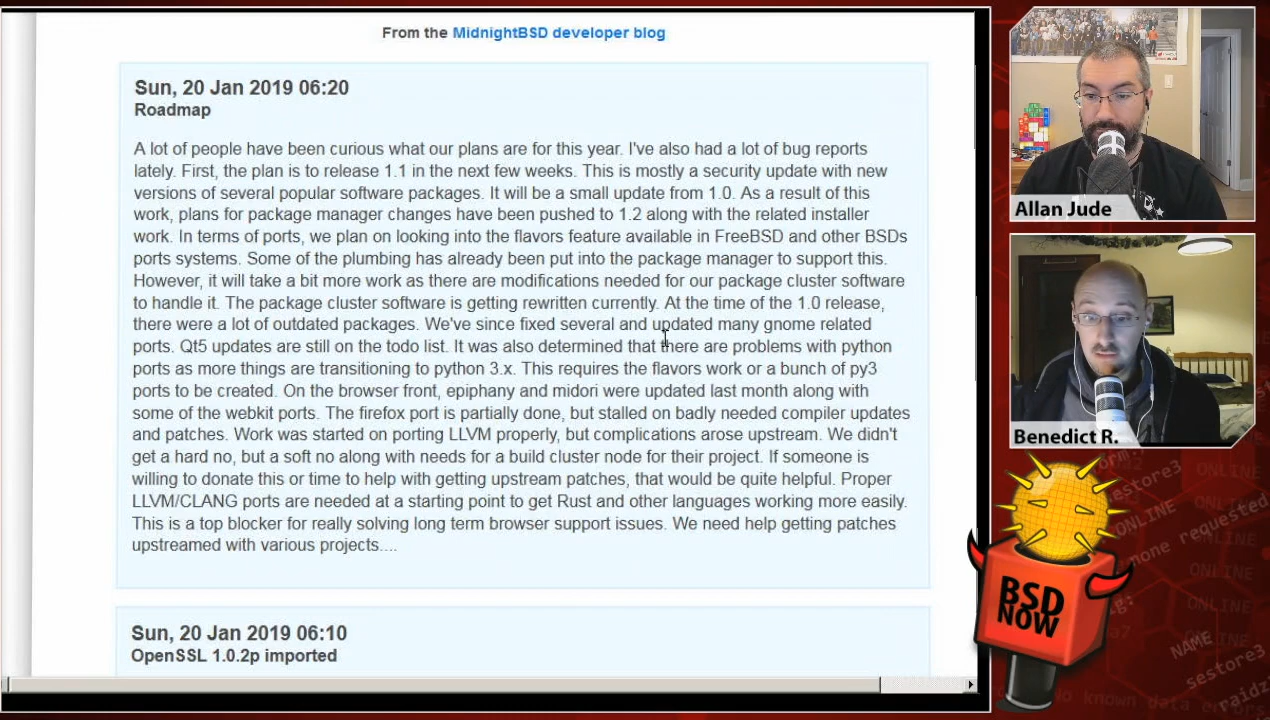 From the MidnightBSD developer blog
Sun, 20 Jan 2019 06:20
Roadmap
A lot of people have been curious what our plans are for this year. I've also had a lot of bug reports
lately. First, the plan is to release 1.1 in the next few weeks. This is mostly a security update with new
versions of several popular software packages. It will be a small update from 1.0. As a result of this
work, plans for package manager changes have been pushed to 1.2 along with the related installer
work. In terms of ports, we plan on looking into the flavors feature available in FreeBSD and other BSDs
ports systems. Some of the plumbing has already been put into the package manager to support this.
However, it will take a bit more work as there are modifications needed for our package cluster software
to handle it. The package cluster software is getting rewritten currently. At the time of the 1.0 release,
there were a lot of outdated packages. We've since fixed several and updated many gnome related
ports. Qt5 updates are still on the todo list. It was also determined that there are problems with python
ports as more things are transitioning to python 3.x. This requires the flavors work or a bunch of py3
ports to be created. On the browser front, epiphany and midori were updated last month along with
some of the webkit ports. The firefox port is partially done, but stalled on badly needed compiler updates
and patches. Work was started on porting LLVM properly, but complications arose upstream. We didn't
get a hard no, but a soft no along with needs for a build cluster node for their project. If someone is
willing to donate this or time to help with getting upstream patches, that would be quite helpful. Proper
LLVM/CLANG ports are needed at a starting point to get Rust and other languages working more easily.
This is a top blocker for really solving long term browser support issues. We need help getting patches
upstreamed with various projects....
Sun, 20 Jan 2019 06:10
OpenSSL 1.0.2p imported
Allan Jude
Benedict R.
BSD
NOW
ONLINE
estore3
ONLINE
requested
ONLINE
ONLINE
ONLINE
NAME
sestore3
raidz
known data errors